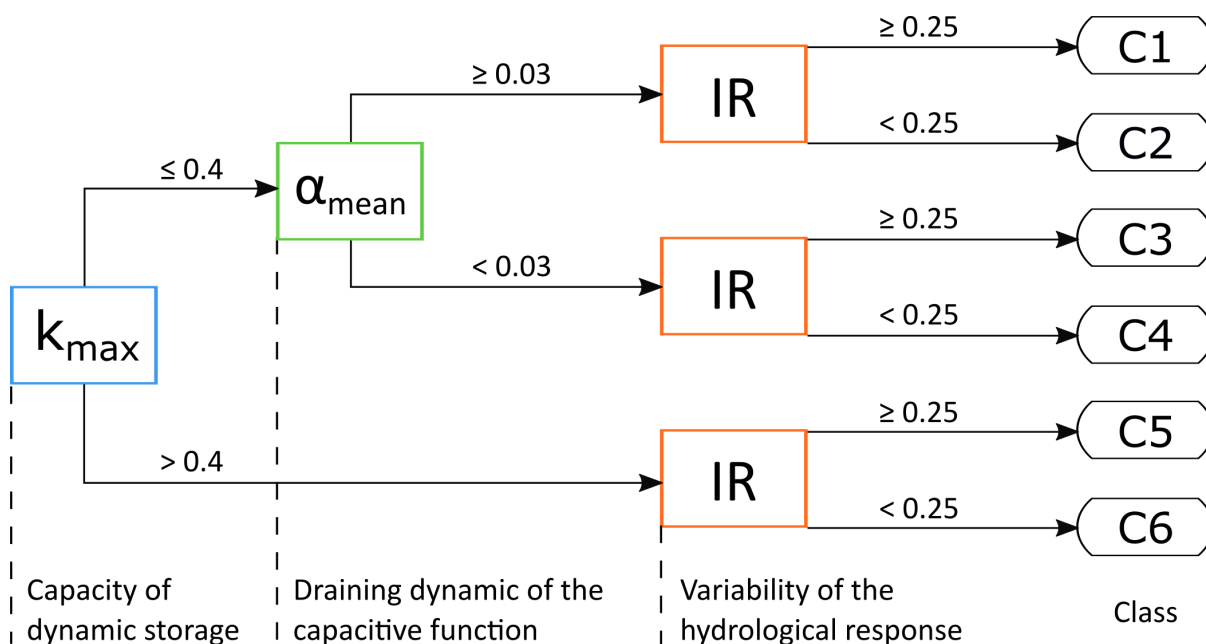 ≥ 0.25
C1
≥ 0.03
IR
< 0.25
C2
≤ 0.4
αmean
≥ 0.25
C3
< 0.03
IR
< 0.25
C4
kmax
≥ 0.25
C5
> 0.4
IR
< 0.25
C6
Capacity of
dynamic storage
Draining dynamic of the
capacitive function
Variability of the
hydrological response
Class